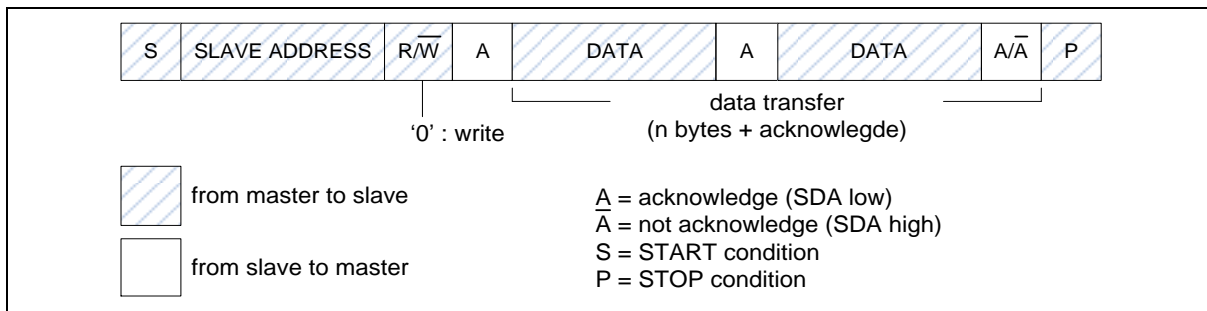 S SLAVE ADDRESS R/W̅ A DATA A DATA A/A̅ P
data transfer
(n bytes + acknowlegde)
‘0’ : write
from master to slave
from slave to master
A = acknowledge (SDA low)
A̅ = not acknowledge (SDA high)
S = START condition
P = STOP condition